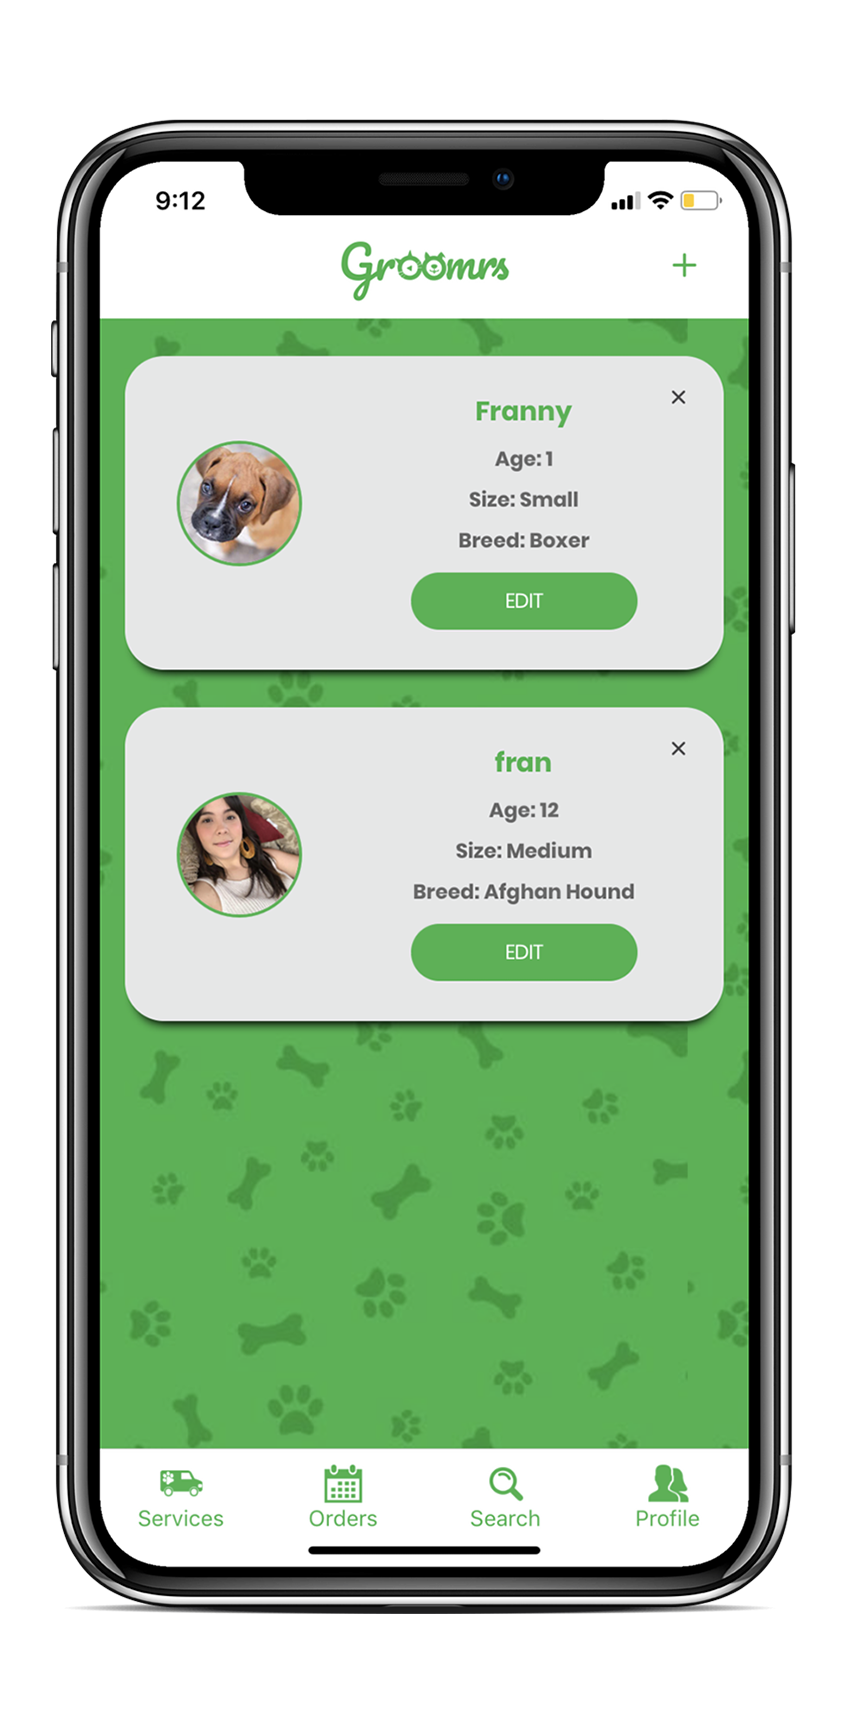 9:12
Groomrs
+
Franny
×
Age: 1
Size: Small
Breed: Boxer
EDIT
fran
×
Age: 12
Size: Medium
Breed: Afghan Hound
EDIT
Services
Orders
Search
Profile